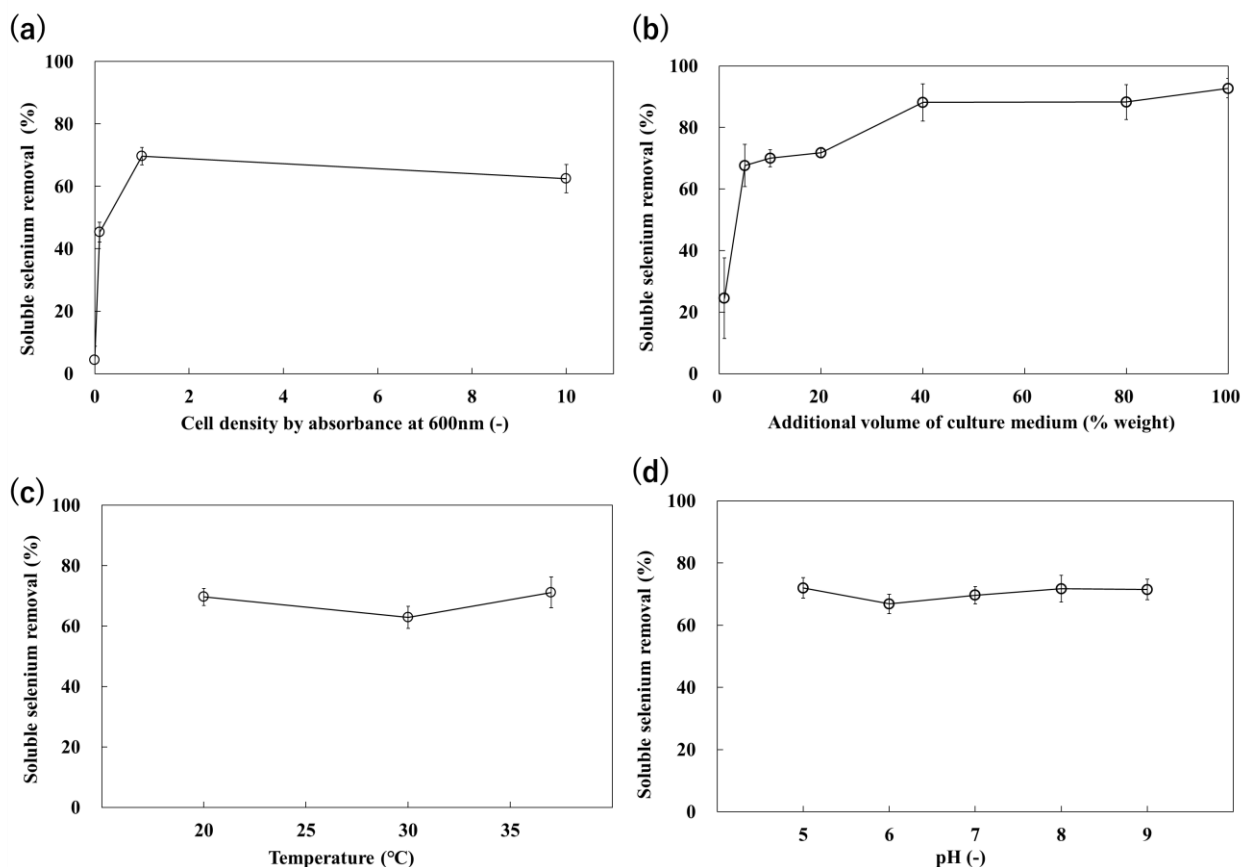 (a)
100
80
60
40
20
0
Soluble selenium removal (%)
0 2 4 6 8 10
Cell density by absorbance at 600nm (-)
(b)
100
80
60
40
20
0
Soluble selenium removal (%)
0 20 40 60 80 100
Additional volume of culture medium (% weight)
(c)
100
80
60
40
20
0
Soluble selenium removal (%)
20 25 30 35
Temperature (°C)
(d)
100
80
60
40
20
0
Soluble selenium removal (%)
5 6 7 8 9
pH (-)